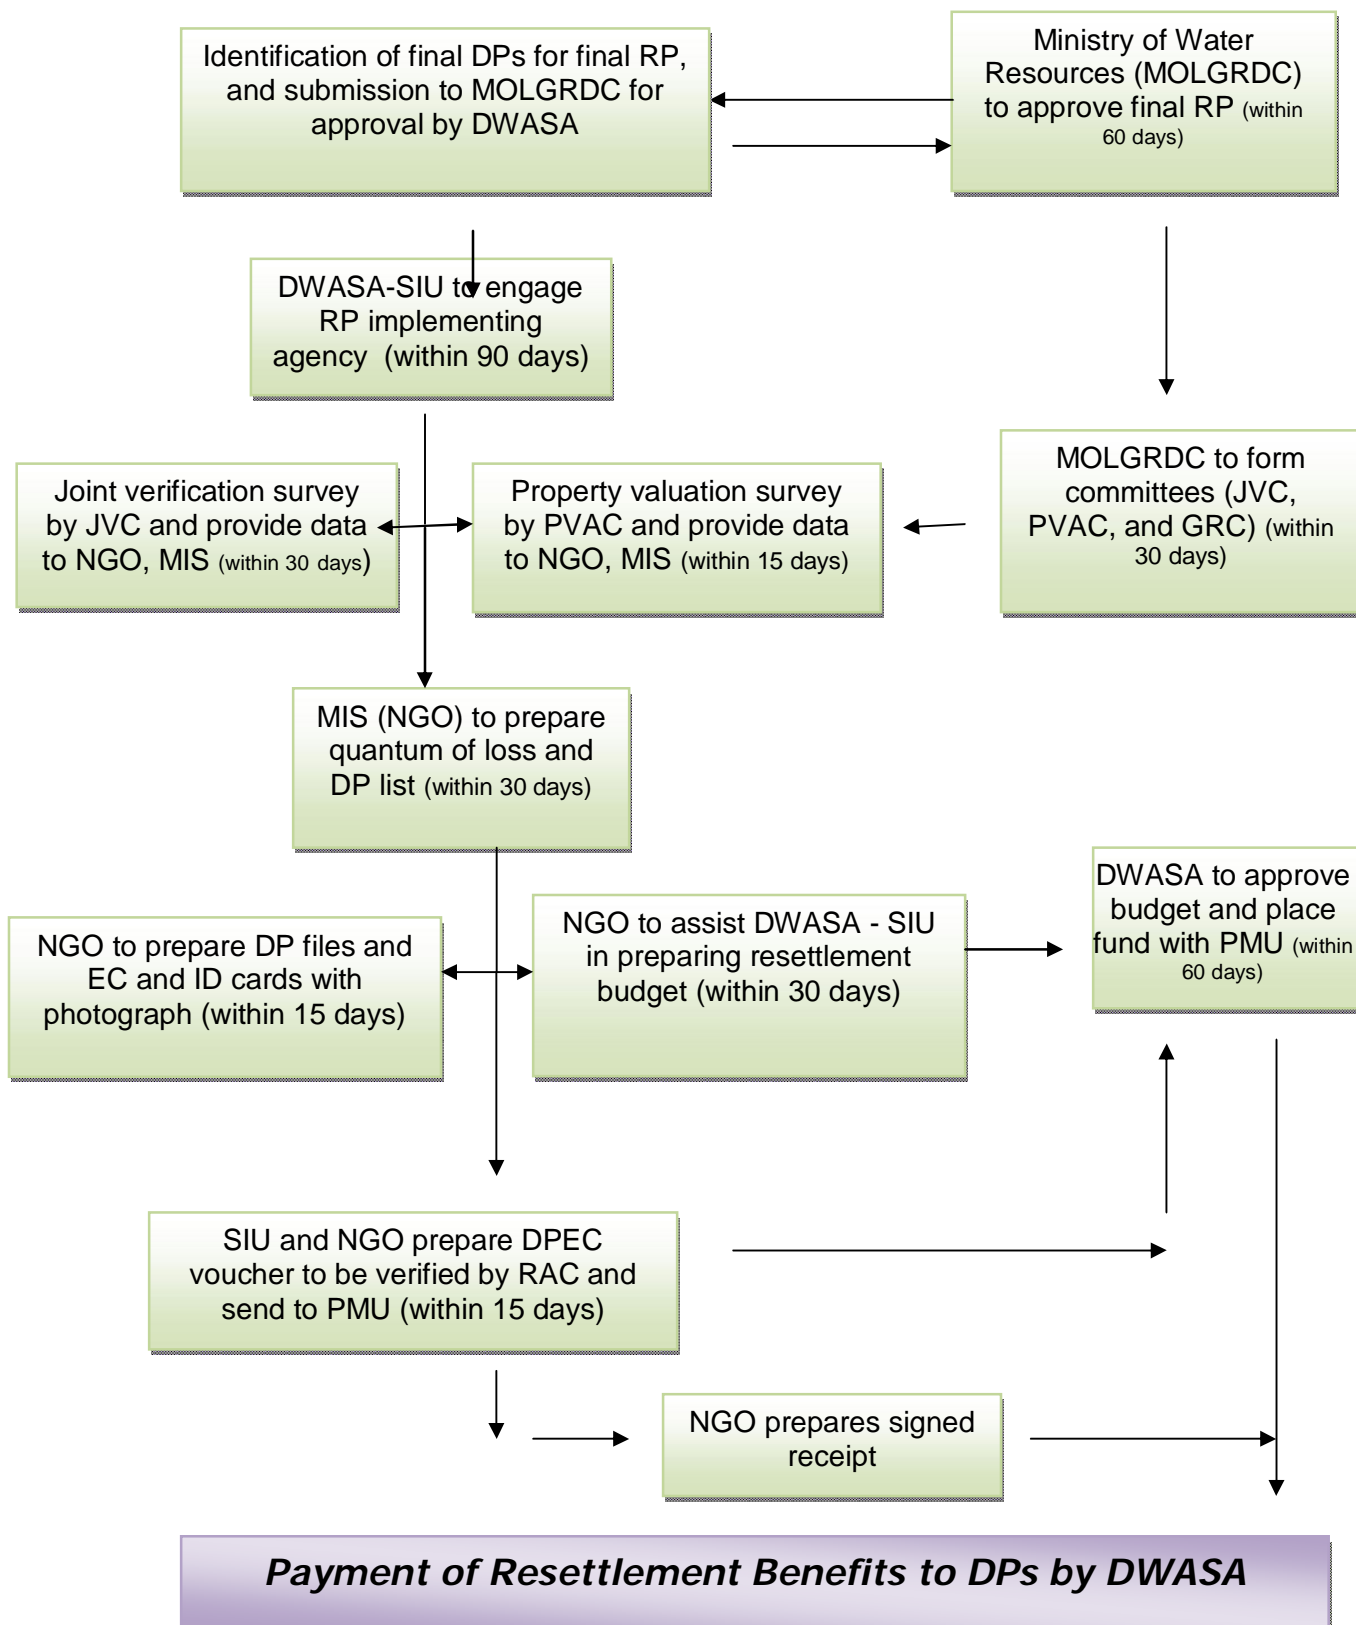 Identification of final DPs for final RP,
and submission to MOLGRDC for
approval by DWASA
Ministry of Water
Resources (MOLGRDC)
to approve final RP (within
60 days)
DWASA-SIU to engage
RP implementing
agency (within 90 days)
Joint verification survey
by JVC and provide data
to NGO, MIS (within 30 days)
Property valuation survey
by PVAC and provide data
to NGO, MIS (within 15 days)
MOLGRDC to form
committees (JVC,
PVAC, and GRC) (within
30 days)
MIS (NGO) to prepare
quantum of loss and
DP list (within 30 days)
NGO to prepare DP files and
EC and ID cards with
photograph (within 15 days)
NGO to assist DWASA - SIU
in preparing resettlement
budget (within 30 days)
DWASA to approve
budget and place
fund with PMU (within
60 days)
SIU and NGO prepare DPEC
voucher to be verified by RAC and
send to PMU (within 15 days)
NGO prepares signed
receipt
Payment of Resettlement Benefits to DPs by DWASA